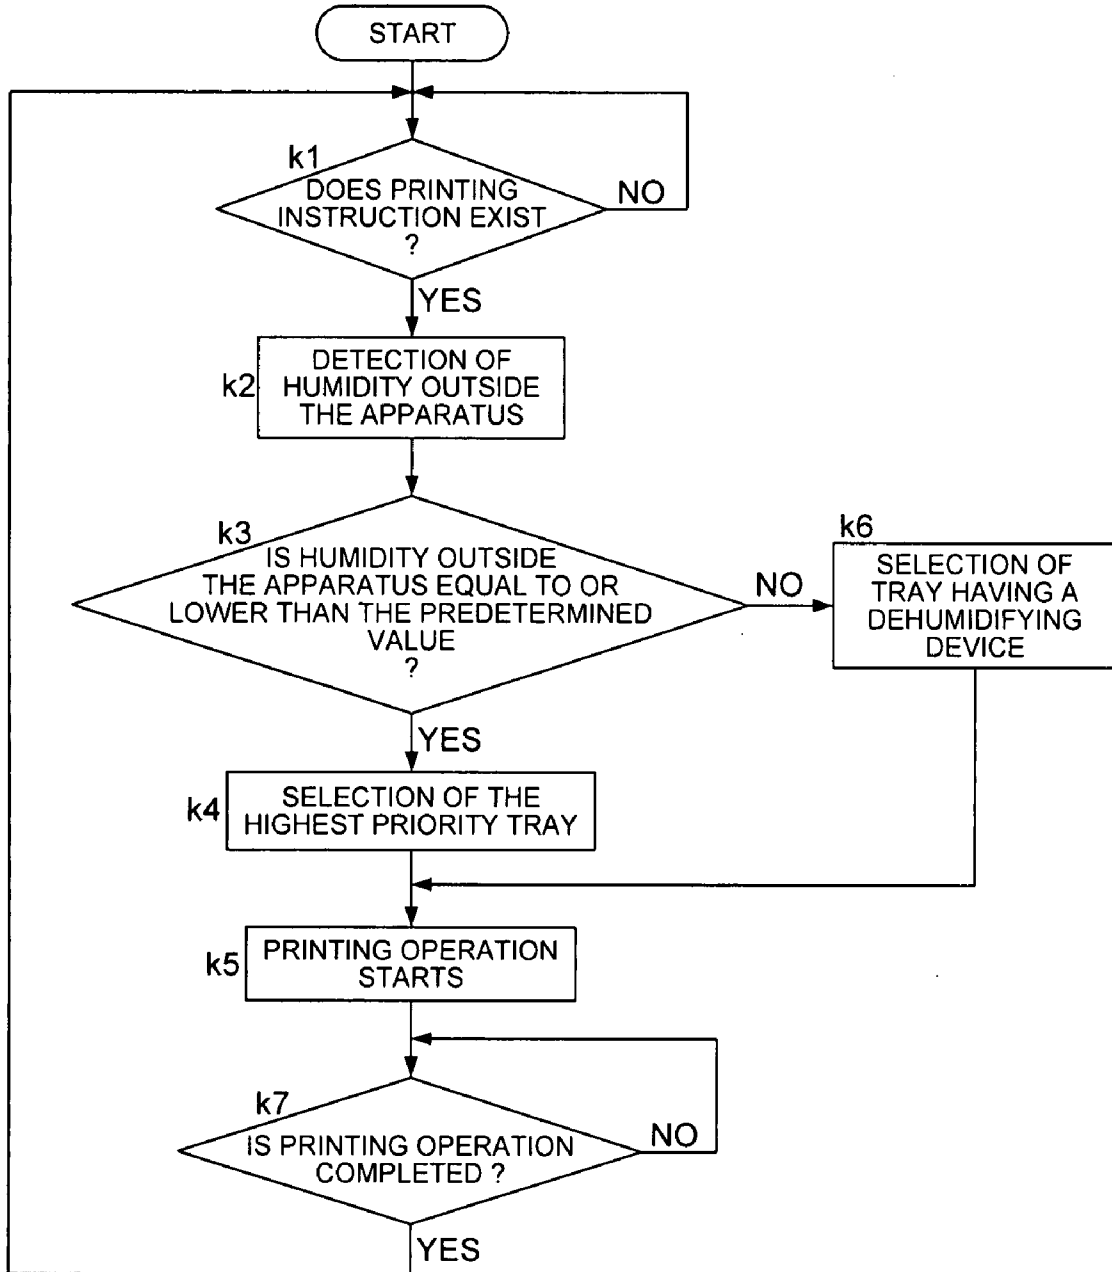 START
k1
DOES PRINTING
INSTRUCTION EXIST
?
NO
YES
k2
DETECTION OF
HUMIDITY OUTSIDE
THE APPARATUS
k3
IS HUMIDITY OUTSIDE
THE APPARATUS EQUAL TO OR
LOWER THAN THE PREDETERMINED
VALUE
?
NO
k6
SELECTION OF
TRAY HAVING A
DEHUMIDIFYING
DEVICE
YES
k4
SELECTION OF THE
HIGHEST PRIORITY TRAY
k5
PRINTING OPERATION
STARTS
k7
IS PRINTING OPERATION
COMPLETED ?
NO
YES